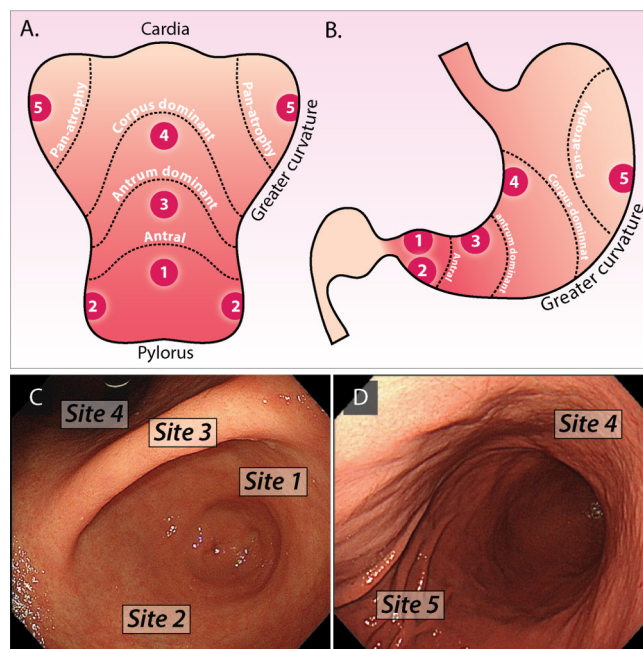 A.
Cardia
5
5
Pan-atrophy
Pan-atrophy
Corpus dominant
4
Antrum dominant
3
Greater curvature
Antral
1
2
2
Pylorus
B.
Pan-atrophy
5
4
Corpus dominnat
1
3
2
Antral
antrum dominant
Greater curvature
C
Site 4
Site 3
Site 1
Site 2
D
Site 4
Site 5